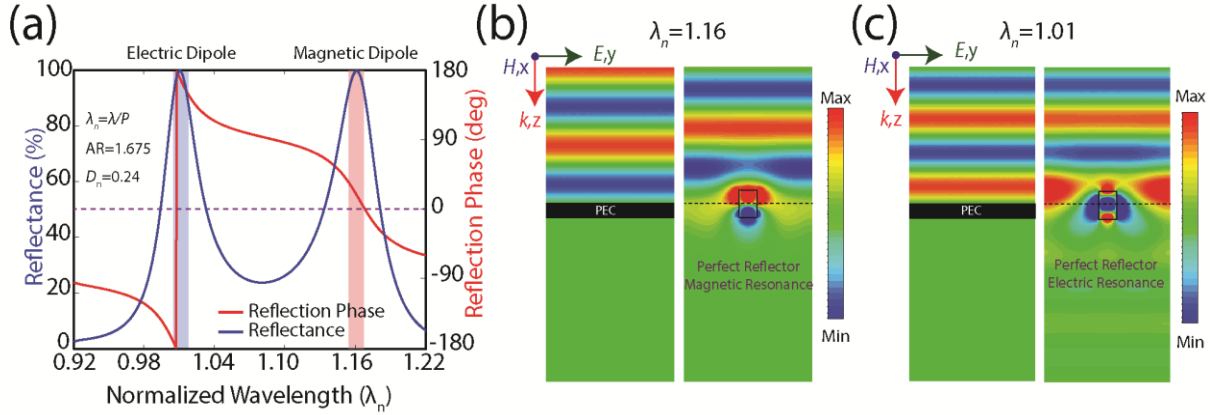 (a)
Electric Dipole Magnetic Dipole
Reflectance (%)
100
80
60
40
20
0
λn=λ/P
AR=1.675
Dn=0.24
Reflection Phase
Reflectance
180
90
0
-90
-180
Reflection Phase (deg)
0.92 0.98 1.04 1.10 1.16 1.22
Normalized Wavelength (λn)
(b)
λn=1.16
H,x
E,y
k,z
PEC
Perfect Reflector
Magnetic Resonance
Max
Min
(c)
λn=1.01
H,x
E,y
k,z
PEC
Perfect Reflector
Electric Resonance
Max
Min